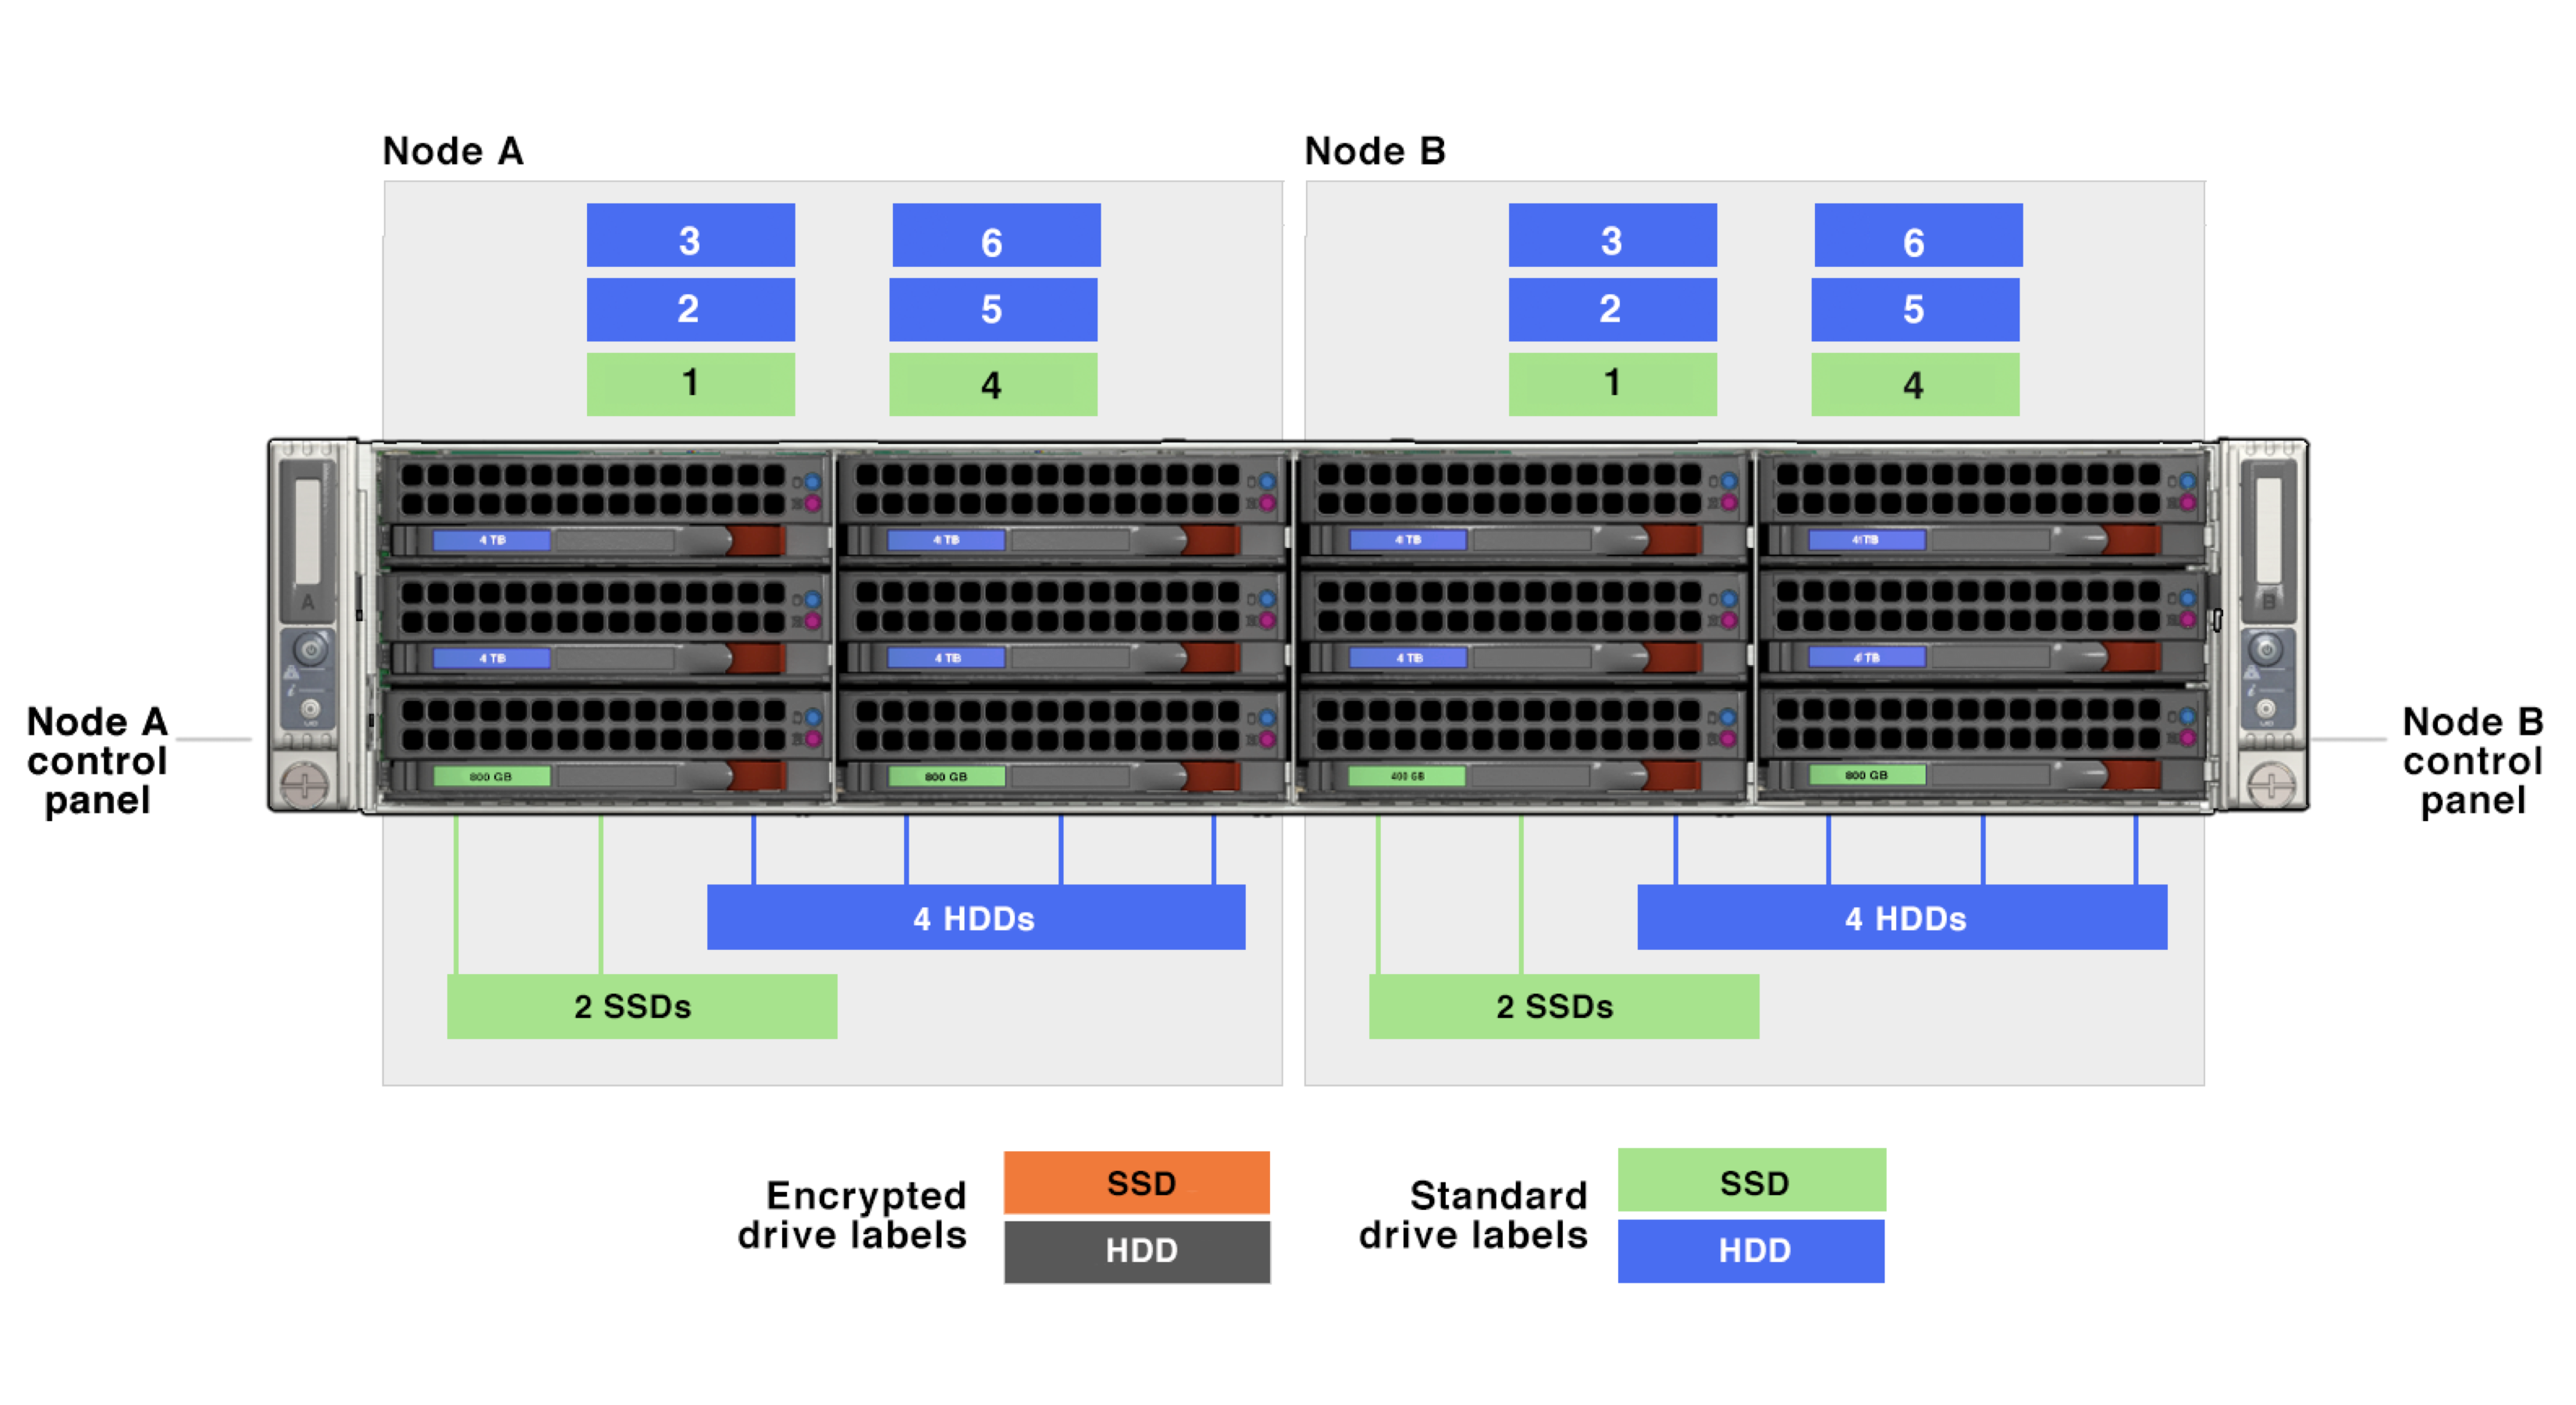 Node A
Node B
3
6
3
6
2
5
2
5
1
4
1
4
4 TB
4 TB
4 TB
4 TB
A
B
4 TB
4 TB
4 TB
4 TB
UID
UID
Node A
control
panel
Node B
control
panel
800 GB
800 GB
400 GB
800 GB
4 HDDs
4 HDDs
2 SSDs
2 SSDs
Encrypted
drive labels
SSD
HDD
Standard
drive labels
SSD
HDD